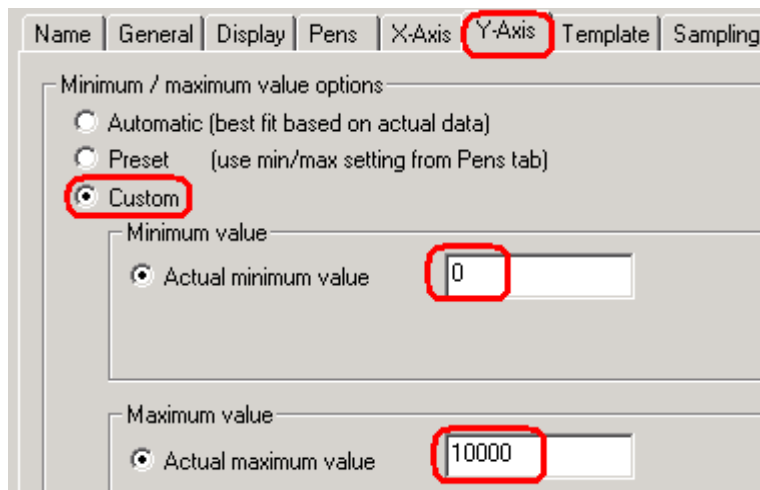 Name General Display Pens X-Axis Y-Axis Template Sampling
Minimum / maximum value options
Automatic (best fit based on actual data)
Preset (use min/max setting from Pens tab)
Custom
Minimum value
Actual minimum value 0
Maximum value
Actual maximum value 10000